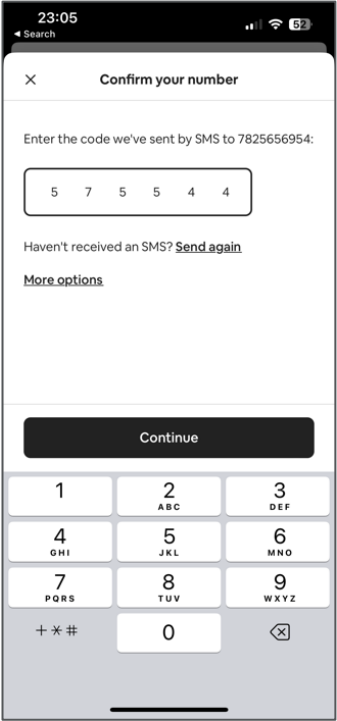 23:05
52
◀ Search
Confirm your number
Enter the code we've sent by SMS to 7825656954:
5 7 5 5 4 4
Haven't received an SMS? Send again
More options
Continue
1 2 3
ABC DEF
4 5 6
GHI JKL MNO
7 8 9
PQRS TUV WXYZ
+*# 0